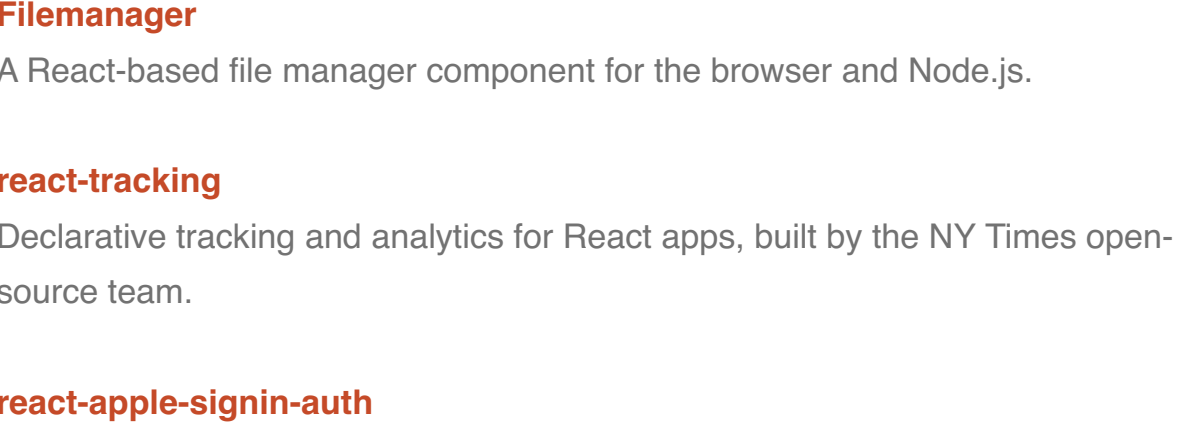 Filemanager
A React-based file manager component for the browser and Node.js.
react-tracking
Declarative tracking and analytics for React apps, built by the NY Times open-
source team.
react-apple-signin-auth